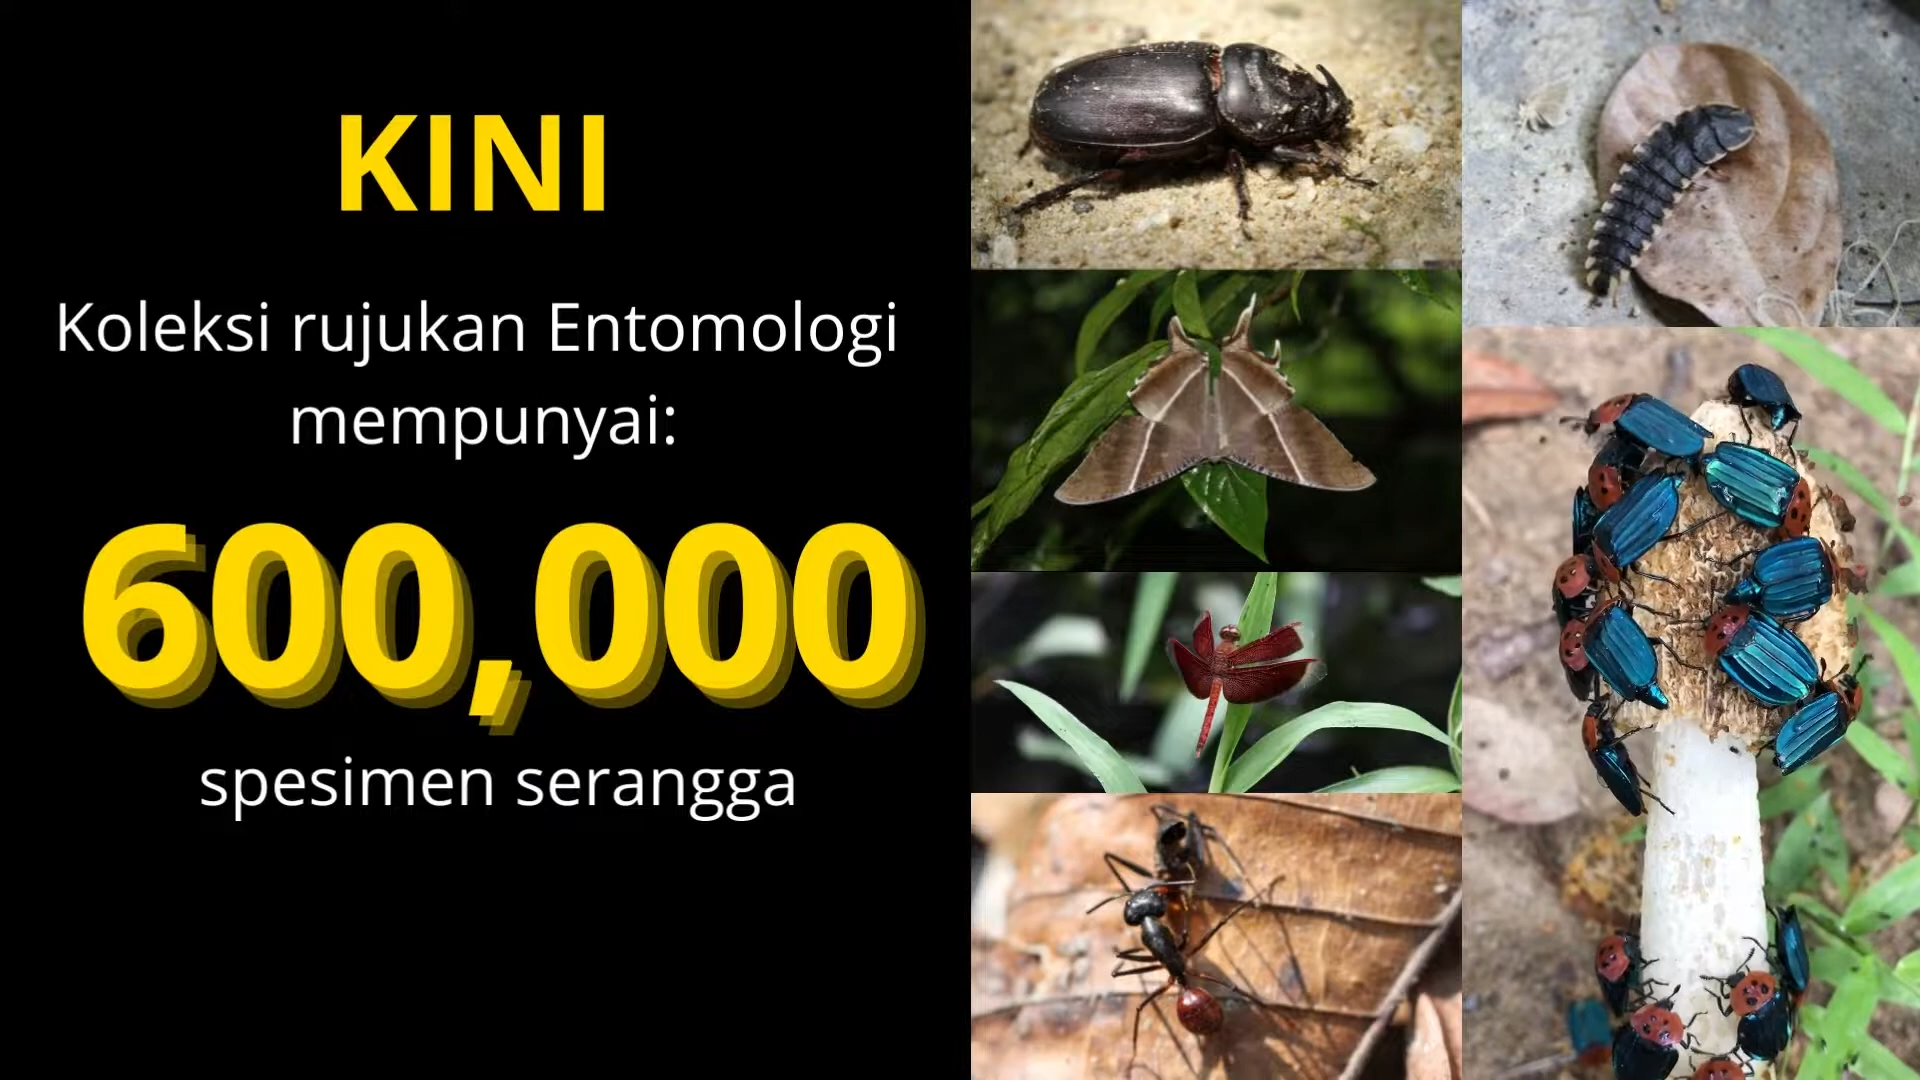 KINI
Koleksi rujukan Entomologi
mempunyai:
600,000
spesimen serangga